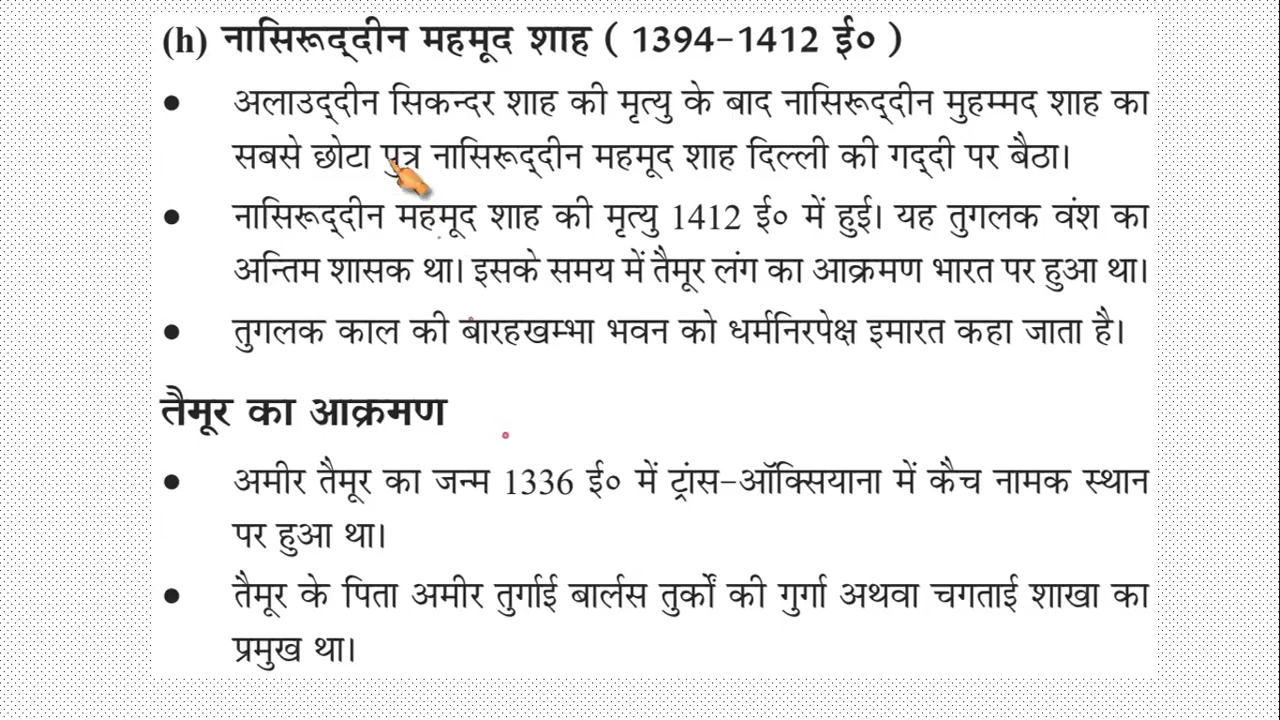 (h) नासिरूद्दीन महमूद शाह ( 1394-1412 ई० )
● अलाउद्दीन सिकन्दर शाह की मृत्यु के बाद नासिरूद्दीन मुहम्मद शाह का
सबसे छोटा पुत्र नासिरूद्दीन महमूद शाह दिल्ली की गद्दी पर बैठा।
● नासिरूद्दीन महमूद शाह की मृत्यु 1412 ई० में हुई। यह तुगलक वंश का
अन्तिम शासक था। इसके समय में तैमूर लंग का आक्रमण भारत पर हुआ था।
● तुगलक काल की बारहखम्भा भवन को धर्मनिरपेक्ष इमारत कहा जाता है।
तैमूर का आक्रमण
● अमीर तैमूर का जन्म 1336 ई० में ट्रांस-ऑक्सियाना में कैच नामक स्थान
पर हुआ था।
● तैमूर के पिता अमीर तुर्गाई बार्लस तुर्कों की गुर्गा अथवा चगताई शाखा का
प्रमुख था।